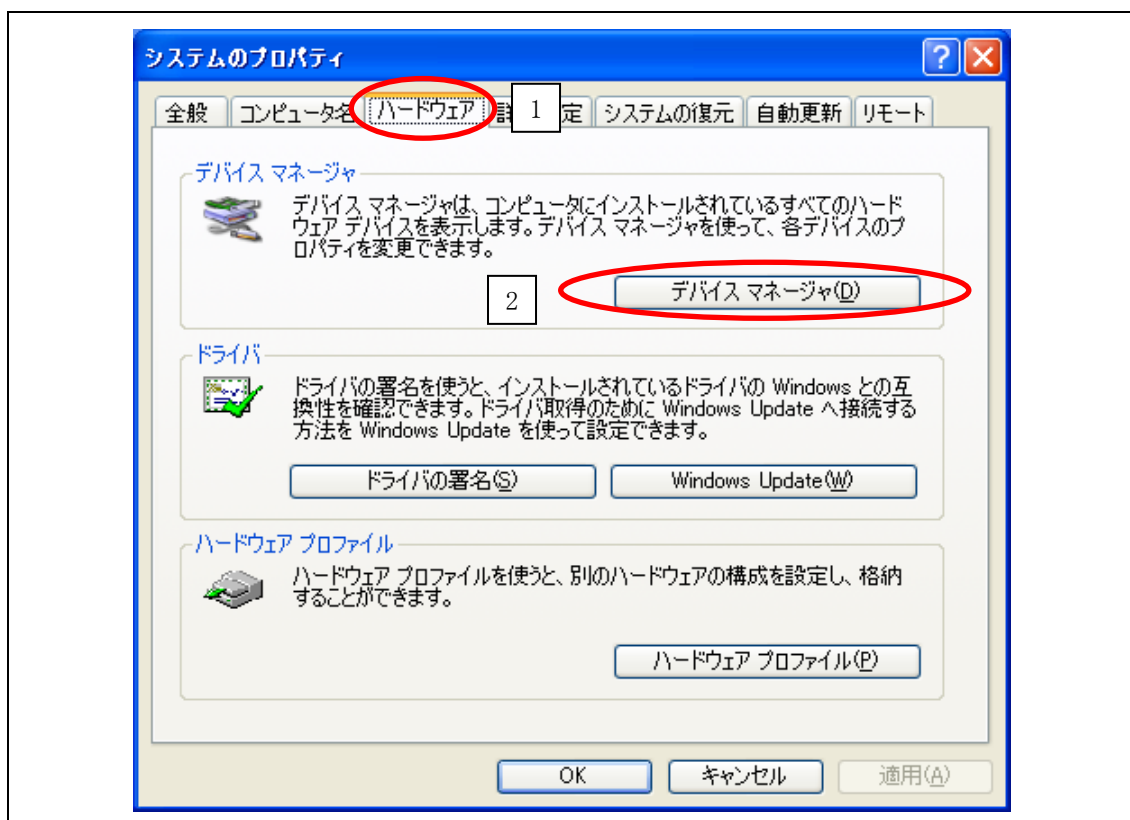 システムのプロパティ
全般 コンピュータ名 ハードウェア 1 定 システムの復元 自動更新 リモート
デバイス マネージャ
デバイス マネージャは、コンピュータにインストールされているすべてのハード
ウェア デバイスを表示します。デバイス マネージャを使って、各デバイスのプ
ロパティを変更できます。
2 デバイス マネージャ(D)
ドライバ
ドライバの署名を使うと、インストールされているドライバの Windows との互
換性を確認できます。ドライバ取得のために Windows Update へ接続する
方法を Windows Update を使って設定できます。
ドライバの署名(S) Windows Update(W)
ハードウェア プロファイル
ハードウェア プロファイルを使うと、別のハードウェアの構成を設定し、格納
することができます。
ハードウェア プロファイル(P)
OK キャンセル 適用(A)